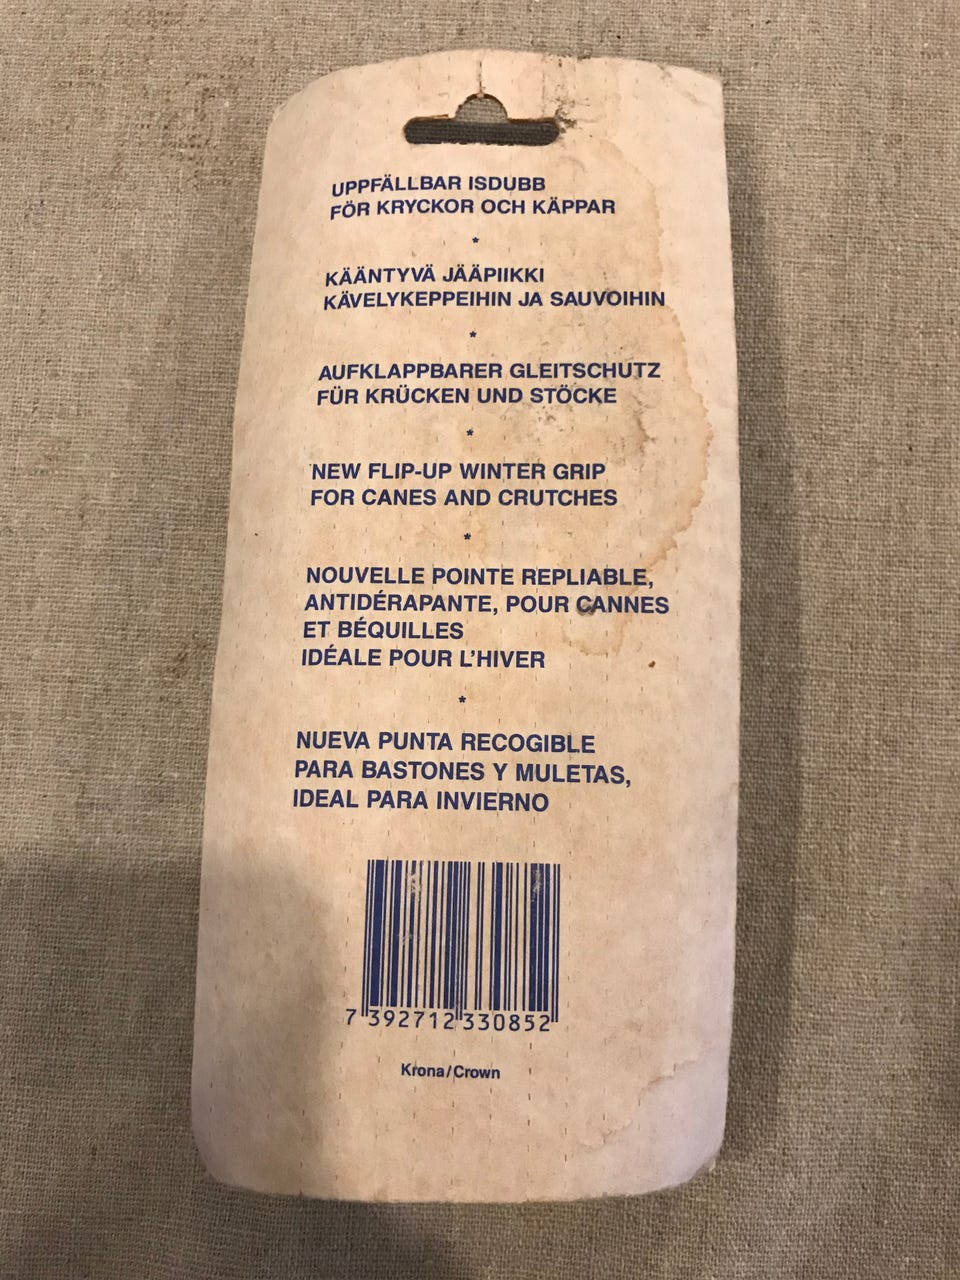 UPPFÄLLBAR ISDUBB
FÖR KRYCKOR OCH KÄPPAR
*
KÄÄNTYVÄ JÄÄPIIKKI
KÄVELYKEPPEIHIN JA SAUVOIHIN
*
AUFKLAPPBARER GLEITSCHUTZ
FÜR KRÜCKEN UND STÖCKE
*
NEW FLIP-UP WINTER GRIP
FOR CANES AND CRUTCHES
*
NOUVELLE POINTE REPLIABLE,
ANTIDÉRAPANTE, POUR CANNES
ET BÉQUILLES
IDÉALE POUR L'HIVER
*
NUEVA PUNTA RECOGIBLE
PARA BASTONES Y MULETAS,
IDEAL PARA INVIERNO
7 392712 330852
Krona/Crown